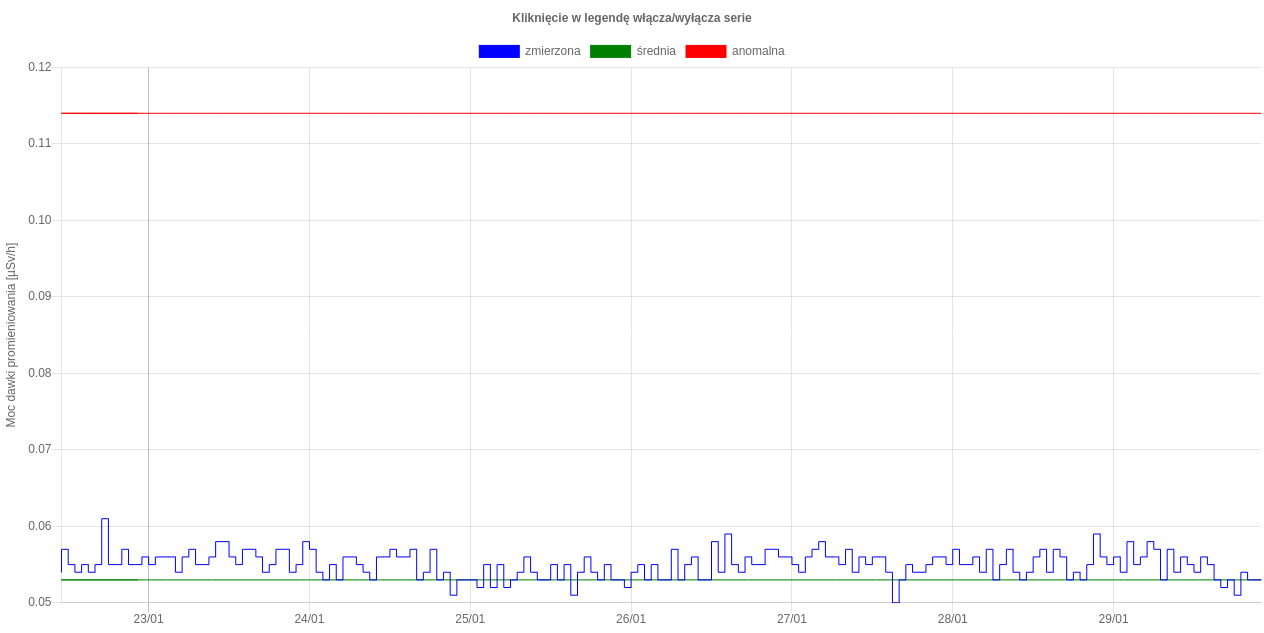 Kliknięcie w legendę włącza/wyłącza serie
zmierzona średnia anomalna
Moc dawki promieniowania [µSv/h]
0.12
0.11
0.10
0.09
0.08
0.07
0.06
0.05
23/01 24/01 25/01 26/01 27/01 28/01 29/01